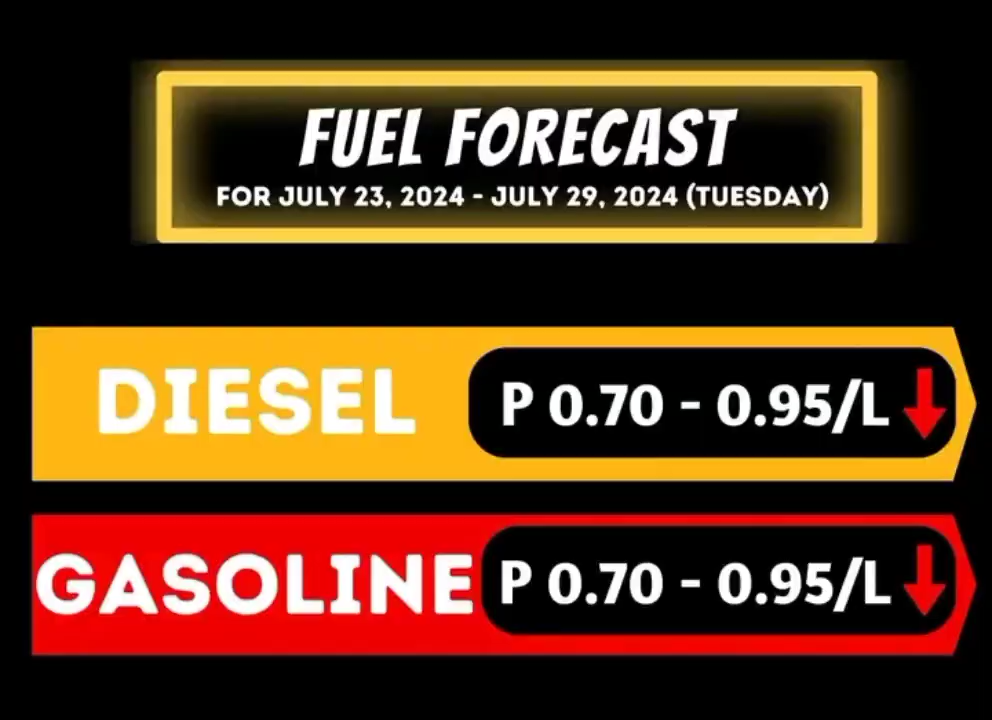 FUEL FORECAST
FOR JULY 23, 2024 - JULY 29, 2024 (TUESDAY)
DIESEL P 0.70 - 0.95/L
GASOLINE P 0.70 - 0.95/L